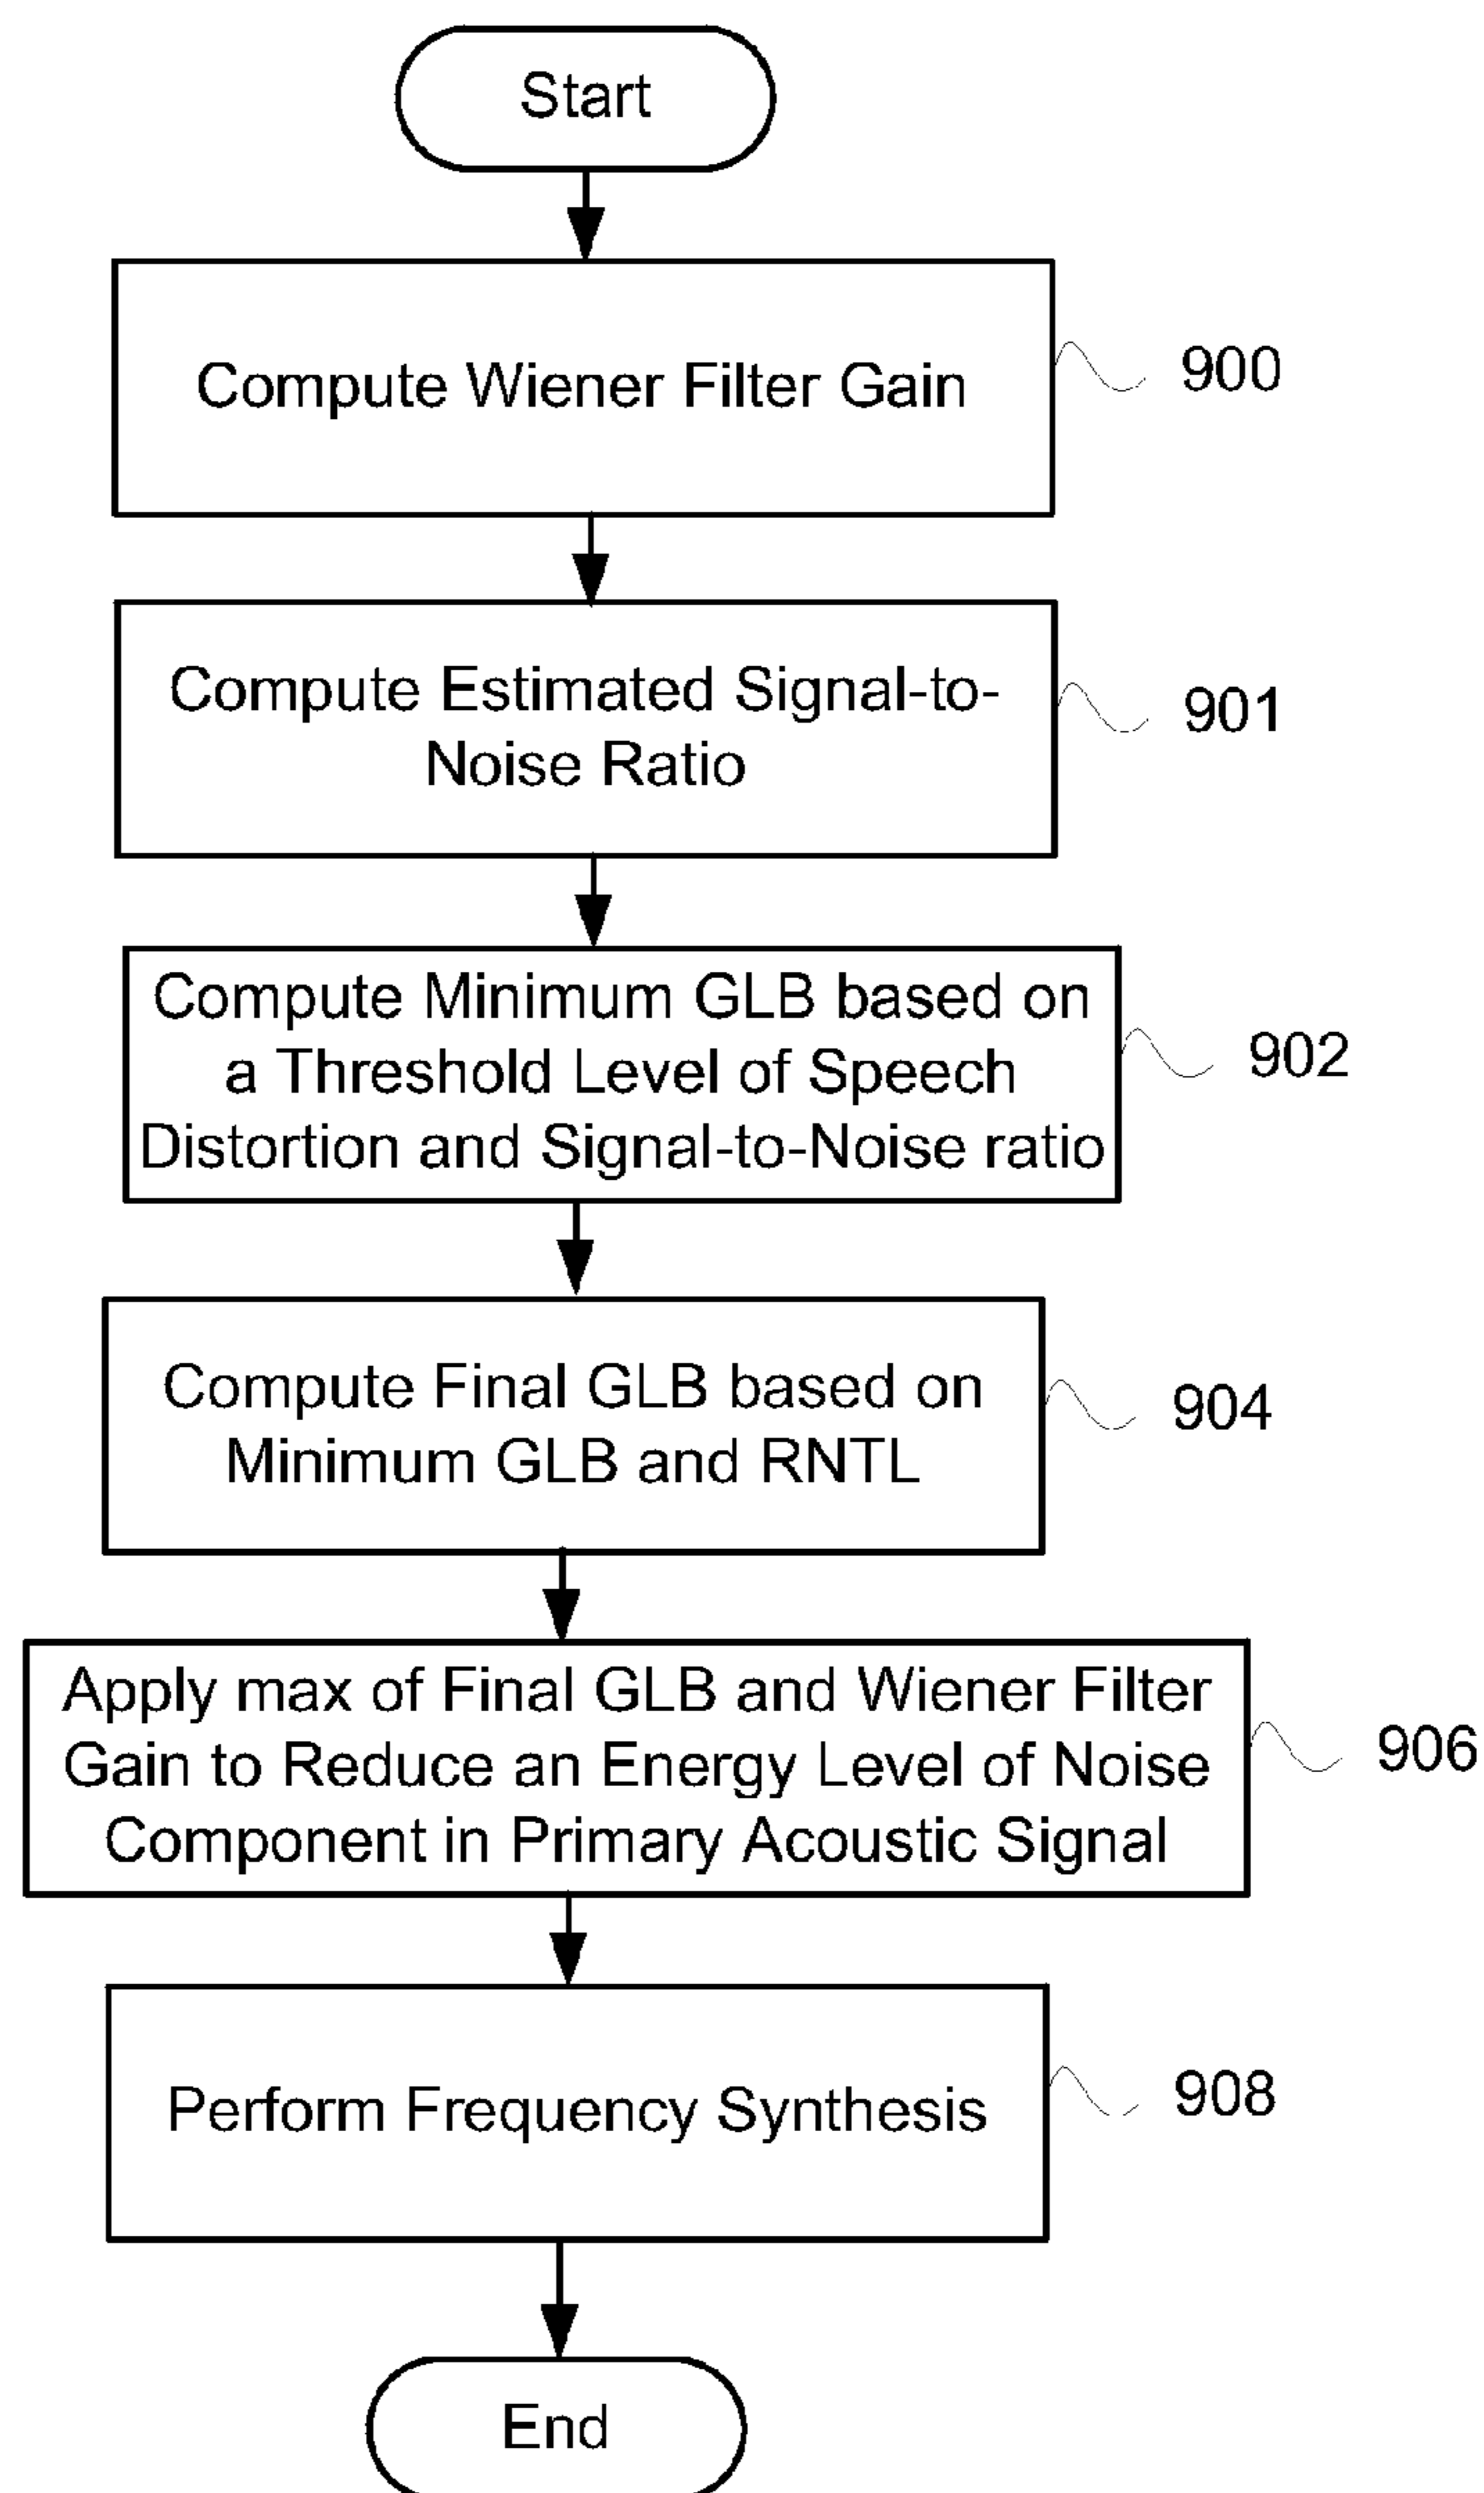 Start
Compute Wiener Filter Gain
900
Compute Estimated Signal-to-
Noise Ratio
901
Compute Minimum GLB based on
a Threshold Level of Speech
Distortion and Signal-to-Noise ratio
902
Compute Final GLB based on
Minimum GLB and RNTL
904
Apply max of Final GLB and Wiener Filter
Gain to Reduce an Energy Level of Noise
Component in Primary Acoustic Signal
906
Perform Frequency Synthesis
908
End